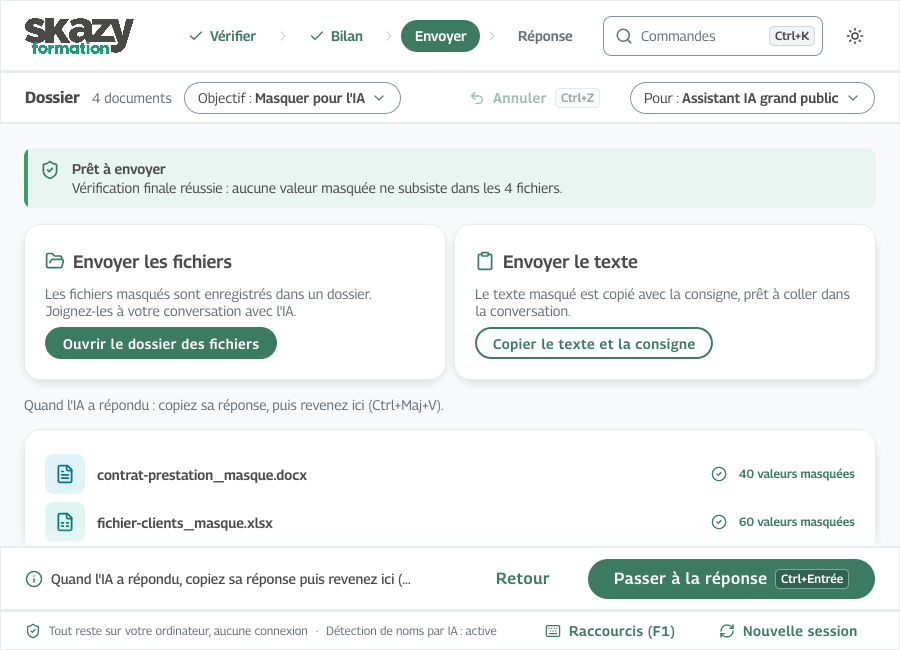 skazy
formation
Vérifier
Bilan
Envoyer
Réponse
Commandes
Ctrl+K
Dossier
4 documents
Objectif : Masquer pour l'IA
Annuler
Ctrl+Z
Pour : Assistant IA grand public
Prêt à envoyer
Vérification finale réussie : aucune valeur masquée ne subsiste dans les 4 fichiers.
Envoyer les fichiers
Les fichiers masqués sont enregistrés dans un dossier.
Joignez-les à votre conversation avec l'IA.
Ouvrir le dossier des fichiers
Envoyer le texte
Le texte masqué est copié avec la consigne, prêt à coller dans
la conversation.
Copier le texte et la consigne
Quand l'IA a répondu : copiez sa réponse, puis revenez ici (Ctrl+Maj+V).
contrat-prestation_masque.docx
40 valeurs masquées
fichier-clients_masque.xlsx
60 valeurs masquées
Quand l'IA a répondu, copiez sa réponse puis revenez ici (...
Retour
Passer à la réponse
Ctrl+Entrée
Tout reste sur votre ordinateur, aucune connexion · Détection de noms par IA : active
Raccourcis (F1)
Nouvelle session